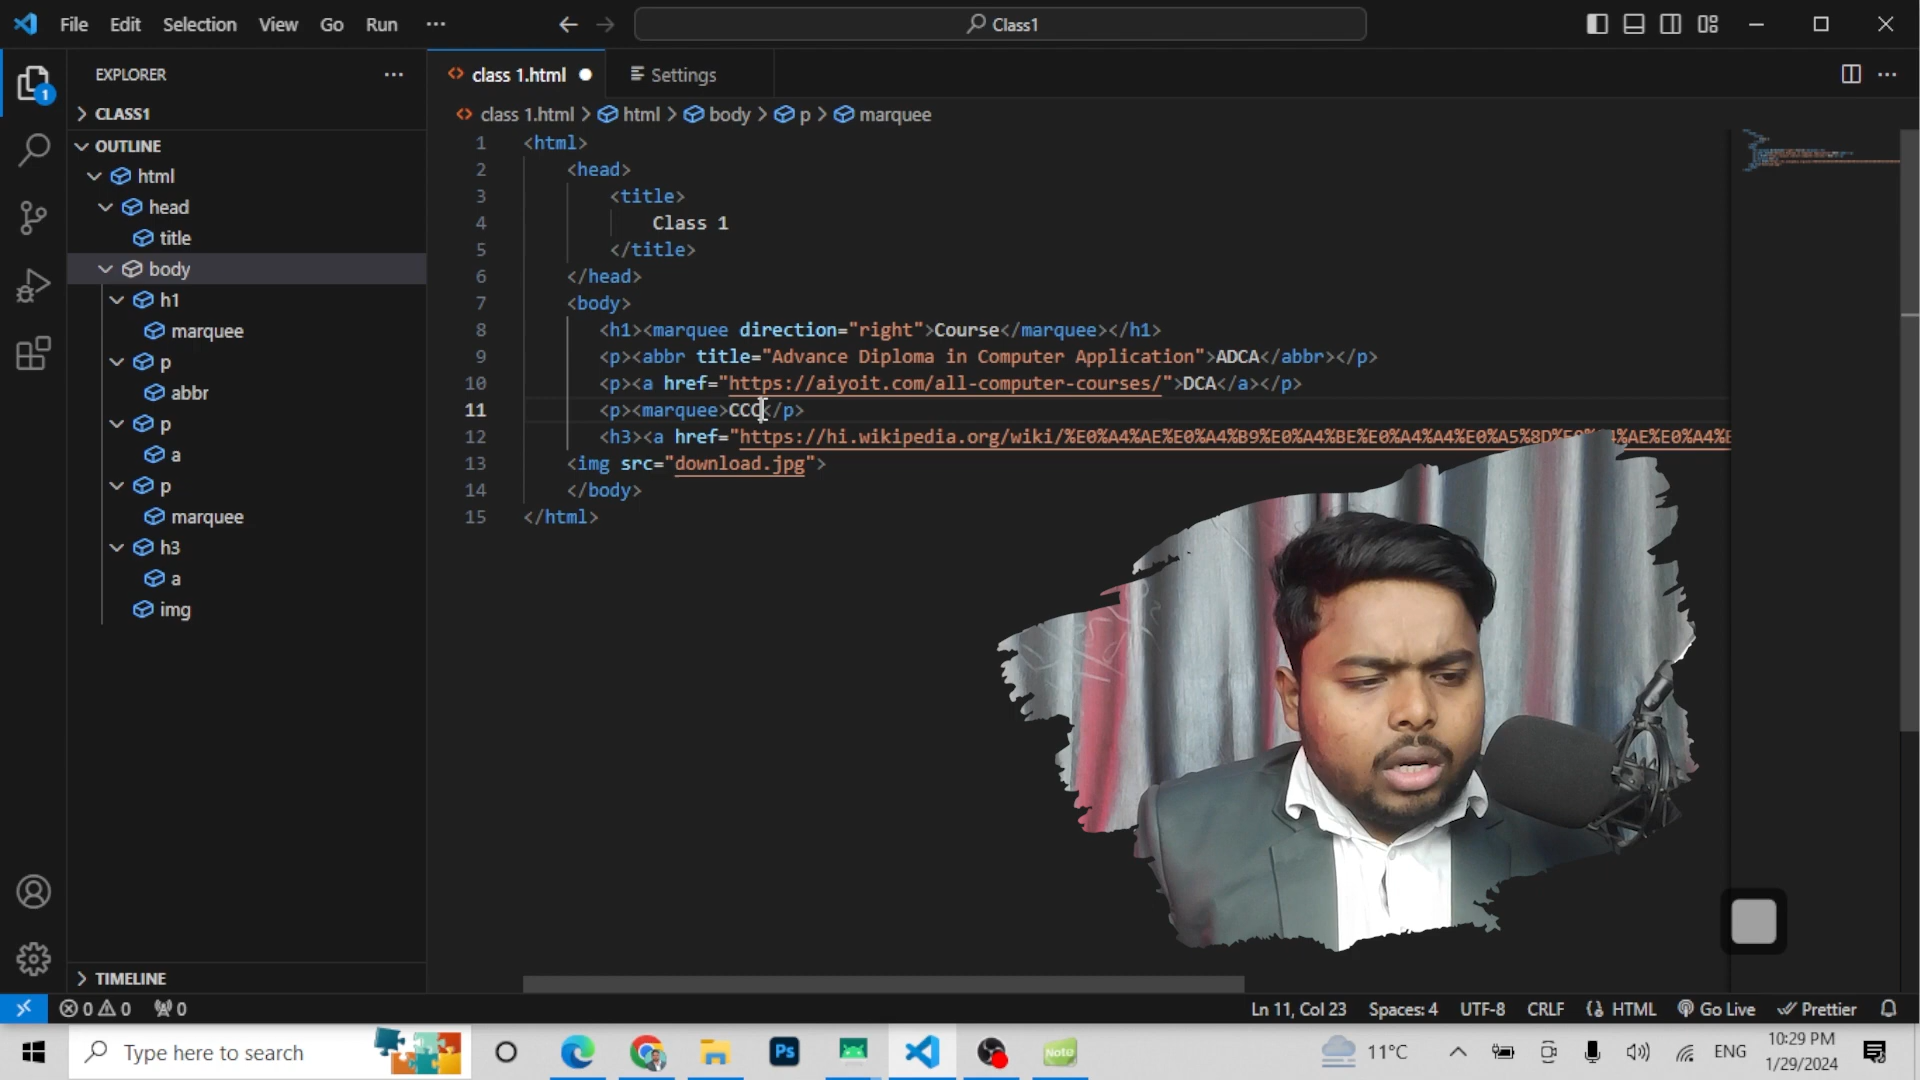 File Edit Selection View Go Run ···
Class1
EXPLORER ···
1
CLASS1
OUTLINE
html
head
title
body
h1
marquee
p
abbr
p
a
p
marquee
h3
a
img
TIMELINE
class 1.html Settings
class 1.html > html > body > p > marquee
1 <html>
2 <head>
3 <title>
4 Class 1
5 </title>
6 </head>
7 <body>
8 <h1><marquee direction="right">Course</marquee></h1>
9 <p><abbr title="Advance Diploma in Computer Application">ADCA</abbr></p>
10 <p><a href="https://aiyoit.com/all-computer-courses/">DCA</a></p>
11 <p><marquee>CCC</p>
12 <h3><a href="https://hi.wikipedia.org/wiki/%E0%A4%AE%E0%A4%B9%E0%A4%BE%E0%A4%A4%E0%A5%8D
13 <img src="download.jpg">
14 </body>
15 </html>
0 0 0 Ln 11, Col 23 Spaces: 4 UTF-8 CRLF HTML Go Live Prettier
Type here to search
Ps
Note
11°C
ENG
10:29 PM
1/29/2024